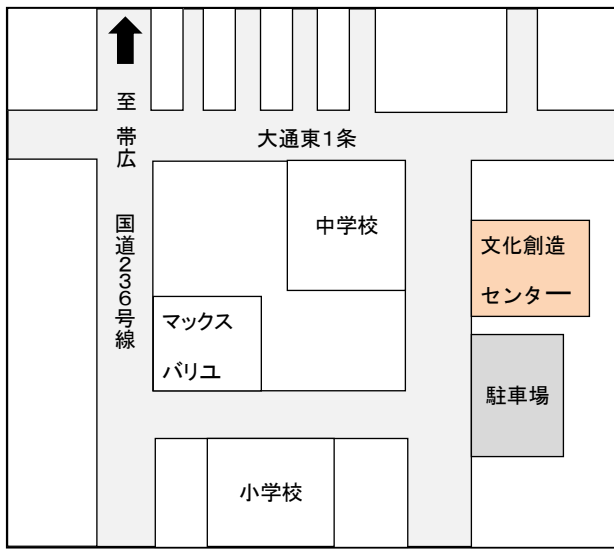 至 帯広
国道236号線
大通東1条
中学校
文化創造
センター
マックス
バリユ
駐車場
小学校